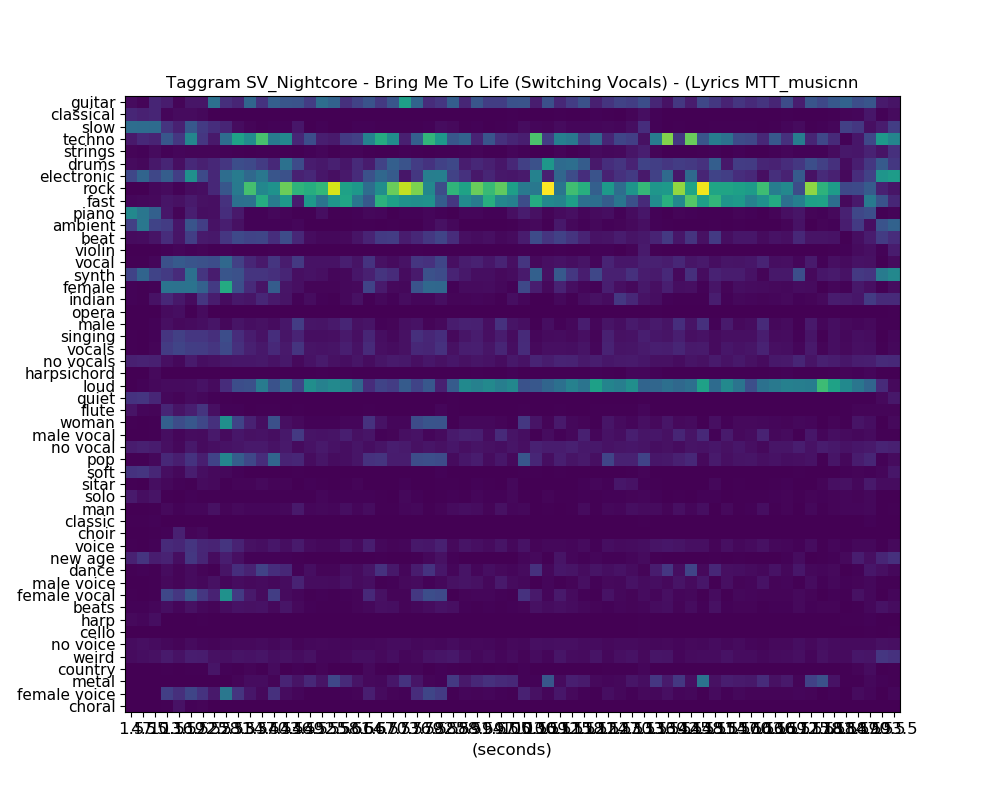 Taggram SV_Nightcore - Bring Me To Life (Switching Vocals) - (Lyrics MTT_musicnn
guitar
classical
slow
techno
strings
drums
electronic
rock
fast
piano
ambient
beat
violin
vocal
synth
female
indian
opera
male
singing
vocals
no vocals
harpsichord
loud
quiet
flute
woman
male vocal
no vocal
pop
soft
sitar
solo
man
classic
choir
voice
new age
dance
male voice
female vocal
beats
harp
cello
no voice
weird
country
metal
female voice
choral
(seconds)